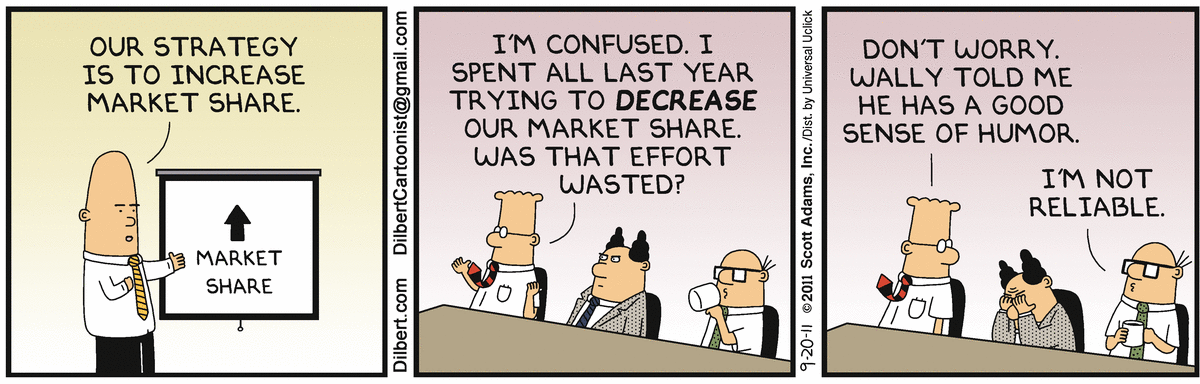 OUR STRATEGY
IS TO INCREASE
MARKET SHARE.
MARKET
SHARE
Dilbert.com DilbertCartoonist@gmail.com
I'M CONFUSED. I
SPENT ALL LAST YEAR
TRYING TO DECREASE
OUR MARKET SHARE.
WAS THAT EFFORT
WASTED?
9-20-11 ©2011 Scott Adams, Inc. /Dist. by Universal Uclick
DON'T WORRY.
WALLY TOLD ME
HE HAS A GOOD
SENSE OF HUMOR.
I'M NOT
RELIABLE.